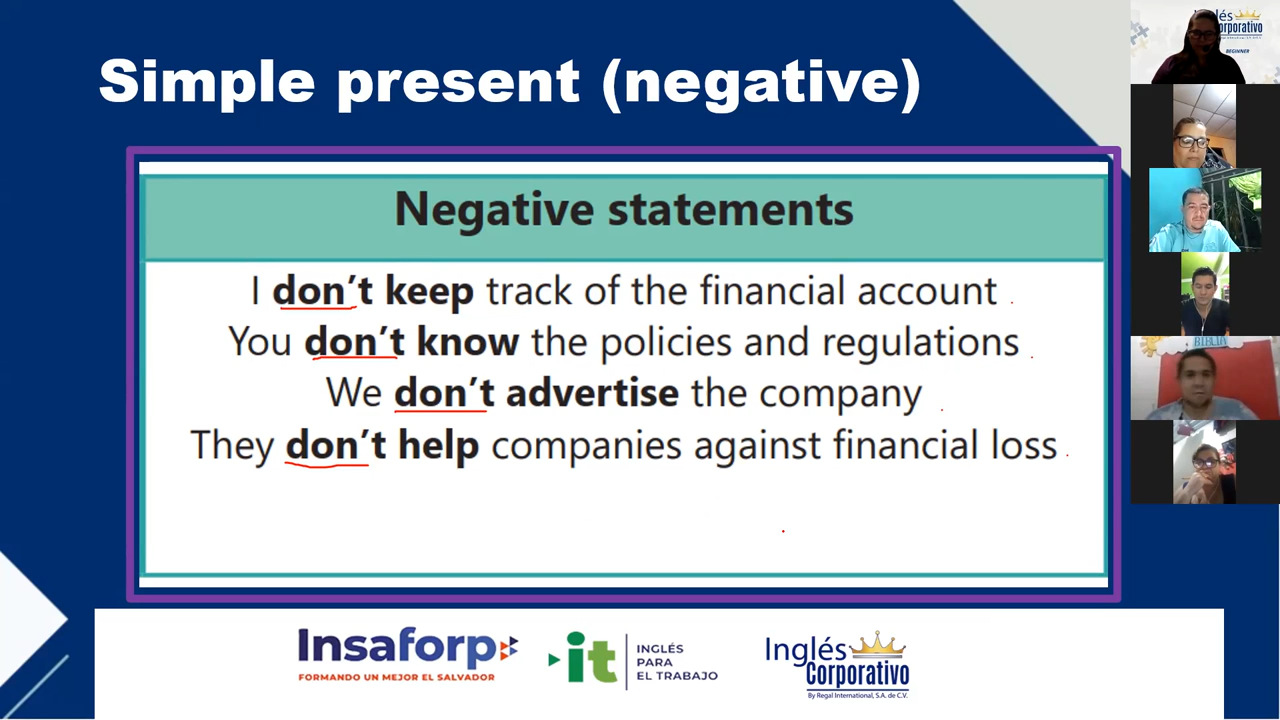 Simple present (negative)
Negative statements
I don't keep track of the financial account
You don't know the policies and regulations
We don't advertise the company
They don't help companies against financial loss
Insaforp
FORMANDO UN MEJOR EL SALVADOR
it
INGLÉS
PARA
EL TRABAJO
Inglés
Corporativo
By Regal International, S.A. de C.V.
BEGINNER
BIBLIA